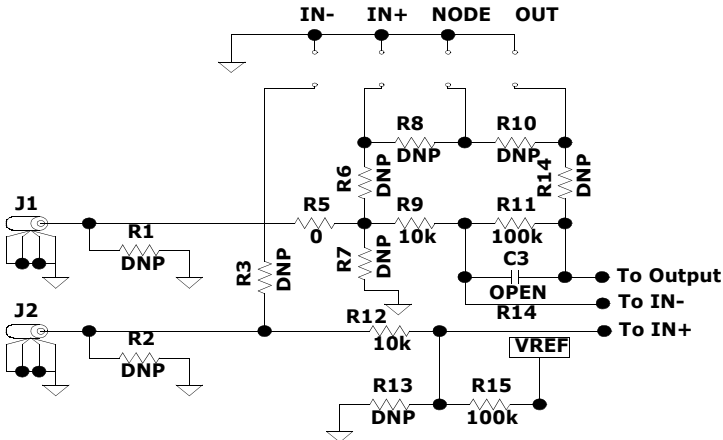 IN- IN+ NODE OUT
R8 R10
DNP DNP
R6 DNP
R14 DNP
J1
R1
DNP
R5
0
R9
10k
R11
100k
R3 DNP
R7 DNP
C3
OPEN
To Output
To IN-
R14
J2
R2
DNP
R12
10k
To IN+
VREF
R13
DNP
R15
100k